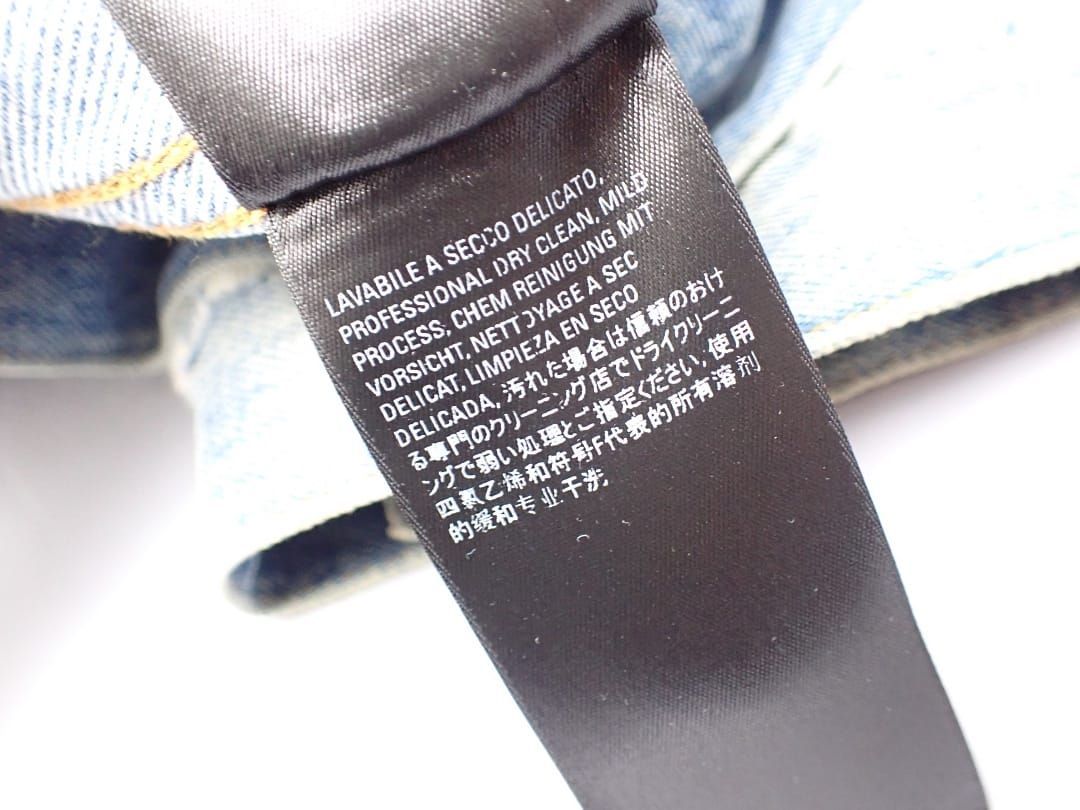 LAVABILE A SECCO DELICATO,
PROFESSIONAL DRY CLEAN, MILD
PROCESS, CHEM REINIGUNG MIT
VORSICHT, NETTOYAGE A SEC
DELICAT, LIMPIEZA EN SECO
DELICADA, 汚れた場合は信頼のおけ
る専門のクリーニング店でドライクリーニ
ングで弱い処理とご指定ください, 使用
四氯乙烯和符号F代表的所有溶剂
的缓和专业干洗,